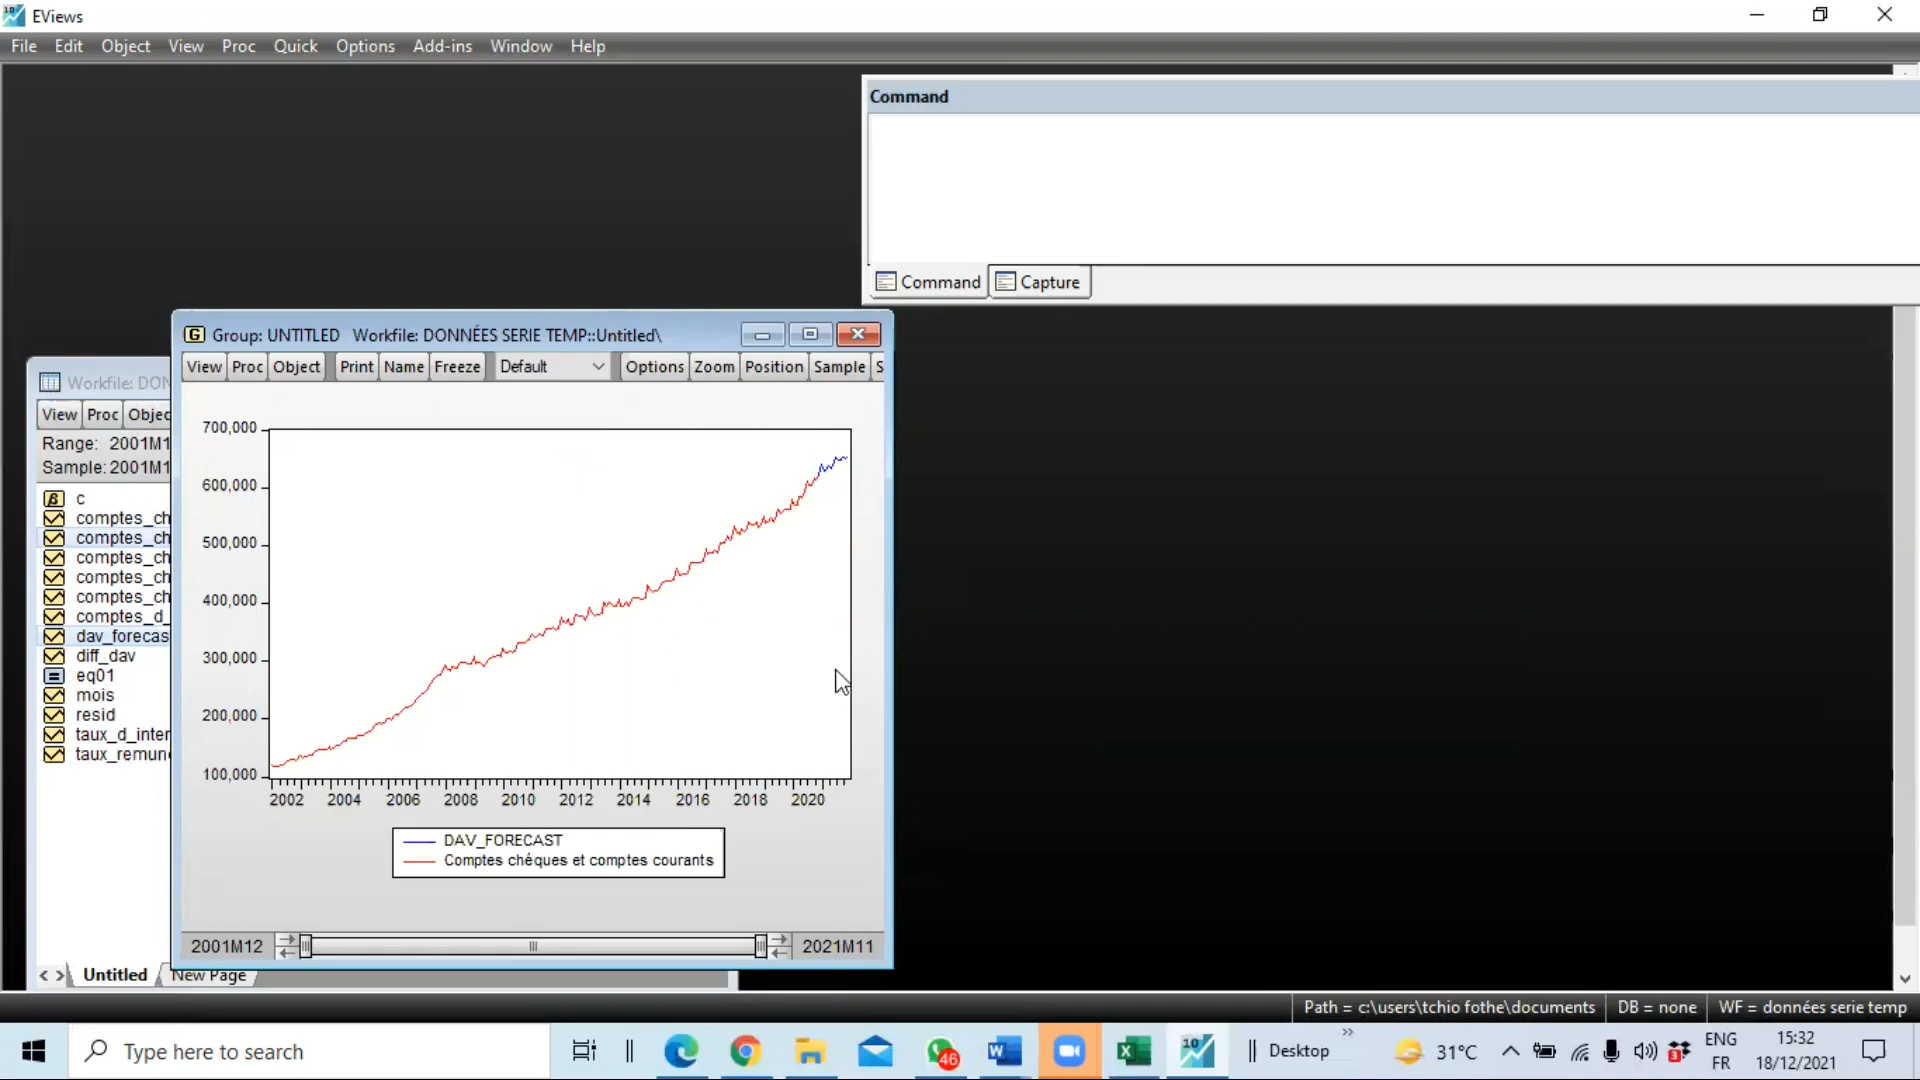 EViews
File Edit Object View Proc Quick Options Add-ins Window Help
Command
Command Capture
Group: UNTITLED Workfile: DONNÉES SERIE TEMP::Untitled\
View Proc Object Print Name Freeze Default Options Zoom Position Sample S
Workfile: DON
View Proc Objec
Range: 2001M1
Sample: 2001M1
c
comptes_ch
comptes_ch
comptes_ch
comptes_ch
comptes_ch
comptes_d_
dav_forecas
diff_dav
eq01
mois
resid
taux_d_inter
taux_remun
Untitled New Page
700,000
600,000
500,000
400,000
300,000
200,000
100,000
2002 2004 2006 2008 2010 2012 2014 2016 2018 2020
DAV_FORECAST
Comptes chéques et comptes courants
2001M12 2021M11
Path = c:\users\tchio fothe\documents DB = none WF = données serie temp
Type here to search
46
Desktop
31°C
3
ENG
FR
15:32
18/12/2021